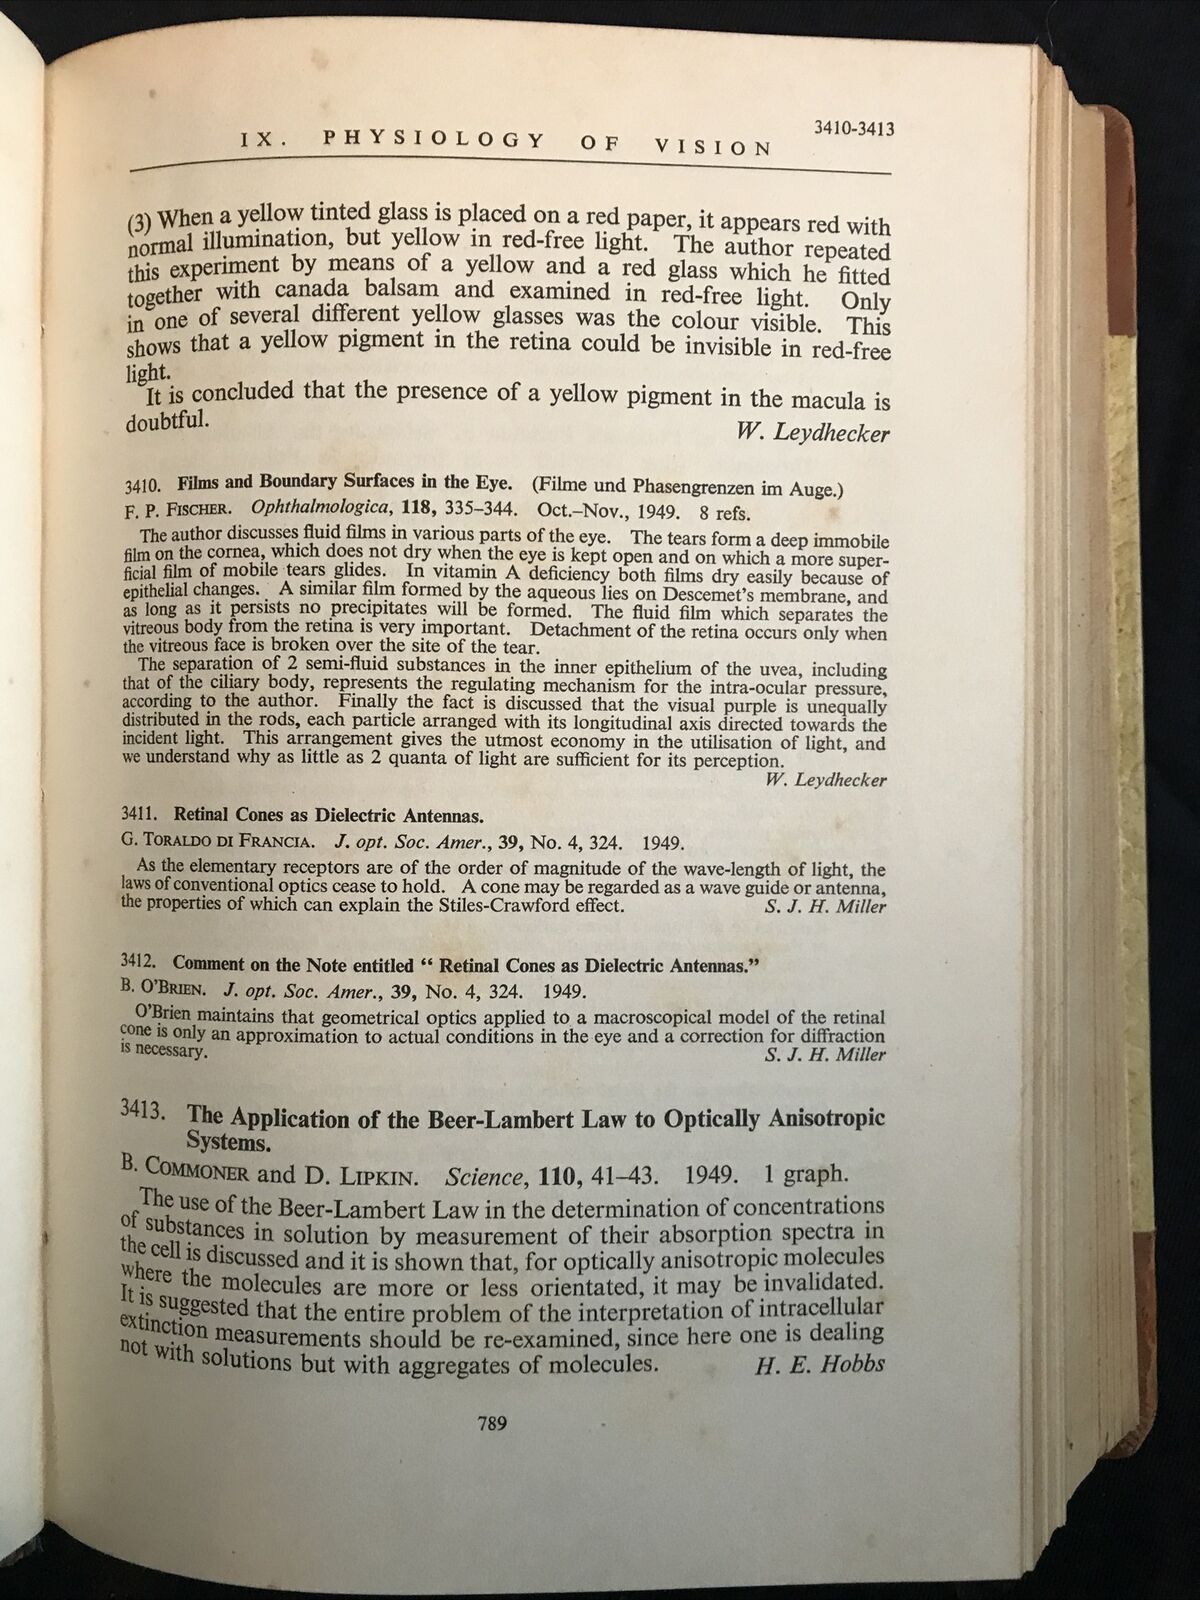 3410-3413
IX. PHYSIOLOGY OF VISION
(3) When a yellow tinted glass is placed on a red paper, it appears red with
normal illumination, but yellow in red-free light. The author repeated
this experiment by means of a yellow and a red glass which he fitted
together with canada balsam and examined in red-free light. Only
in one of several different yellow glasses was the colour visible. This
shows that a yellow pigment in the retina could be invisible in red-free
light.
It is concluded that the presence of a yellow pigment in the macula is
doubtful.
W. Leydhecker
3410. Films and Boundary Surfaces in the Eye. (Filme und Phasengrenzen im Auge.)
F. P. FISCHER. Ophthalmologica, 118, 335–344. Oct.–Nov., 1949. 8 refs.
The author discusses fluid films in various parts of the eye. The tears form a deep immobile
film on the cornea, which does not dry when the eye is kept open and on which a more super-
ficial film of mobile tears glides. In vitamin A deficiency both films dry easily because of
epithelial changes. A similar film formed by the aqueous lies on Descemet's membrane, and
as long as it persists no precipitates will be formed. The fluid film which separates the
vitreous body from the retina is very important. Detachment of the retina occurs only when
the vitreous face is broken over the site of the tear.
The separation of 2 semi-fluid substances in the inner epithelium of the uvea, including
that of the ciliary body, represents the regulating mechanism for the intra-ocular pressure,
according to the author. Finally the fact is discussed that the visual purple is unequally
distributed in the rods, each particle arranged with its longitudinal axis directed towards the
incident light. This arrangement gives the utmost economy in the utilisation of light, and
we understand why as little as 2 quanta of light are sufficient for its perception.
W. Leydhecker
3411. Retinal Cones as Dielectric Antennas.
G. TORALDO DI FRANCIA. J. opt. Soc. Amer., 39, No. 4, 324. 1949.
As the elementary receptors are of the order of magnitude of the wave-length of light, the
laws of conventional optics cease to hold. A cone may be regarded as a wave guide or antenna,
the properties of which can explain the Stiles-Crawford effect. S. J. H. Miller
3412. Comment on the Note entitled “ Retinal Cones as Dielectric Antennas.”
B. O'BRIEN. J. opt. Soc. Amer., 39, No. 4, 324. 1949.
O'Brien maintains that geometrical optics applied to a macroscopical model of the retinal
cone is only an approximation to actual conditions in the eye and a correction for diffraction
is necessary. S. J. H. Miller
3413. The Application of the Beer-Lambert Law to Optically Anisotropic
Systems.
B. COMMONER and D. LIPKIN. Science, 110, 41–43. 1949. 1 graph.
The use of the Beer-Lambert Law in the determination of concentrations
of substances in solution by measurement of their absorption spectra in
the cell is discussed and it is shown that, for optically anisotropic molecules
where the molecules are more or less orientated, it may be invalidated.
It is suggested that the entire problem of the interpretation of intracellular
extinction measurements should be re-examined, since here one is dealing
not with solutions but with aggregates of molecules. H. E. Hobbs
789